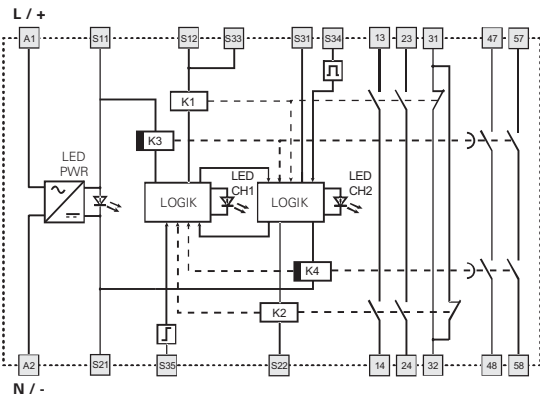 L / +
A1 S11 S12 S33 S31 S34 13 23 31 47 57
K1
K3
LED
PWR
LED
CH1
LED
CH2
LOGIK LOGIK
K4
K2
A2 S21 S35 S22 14 24 32 48 58
N / -